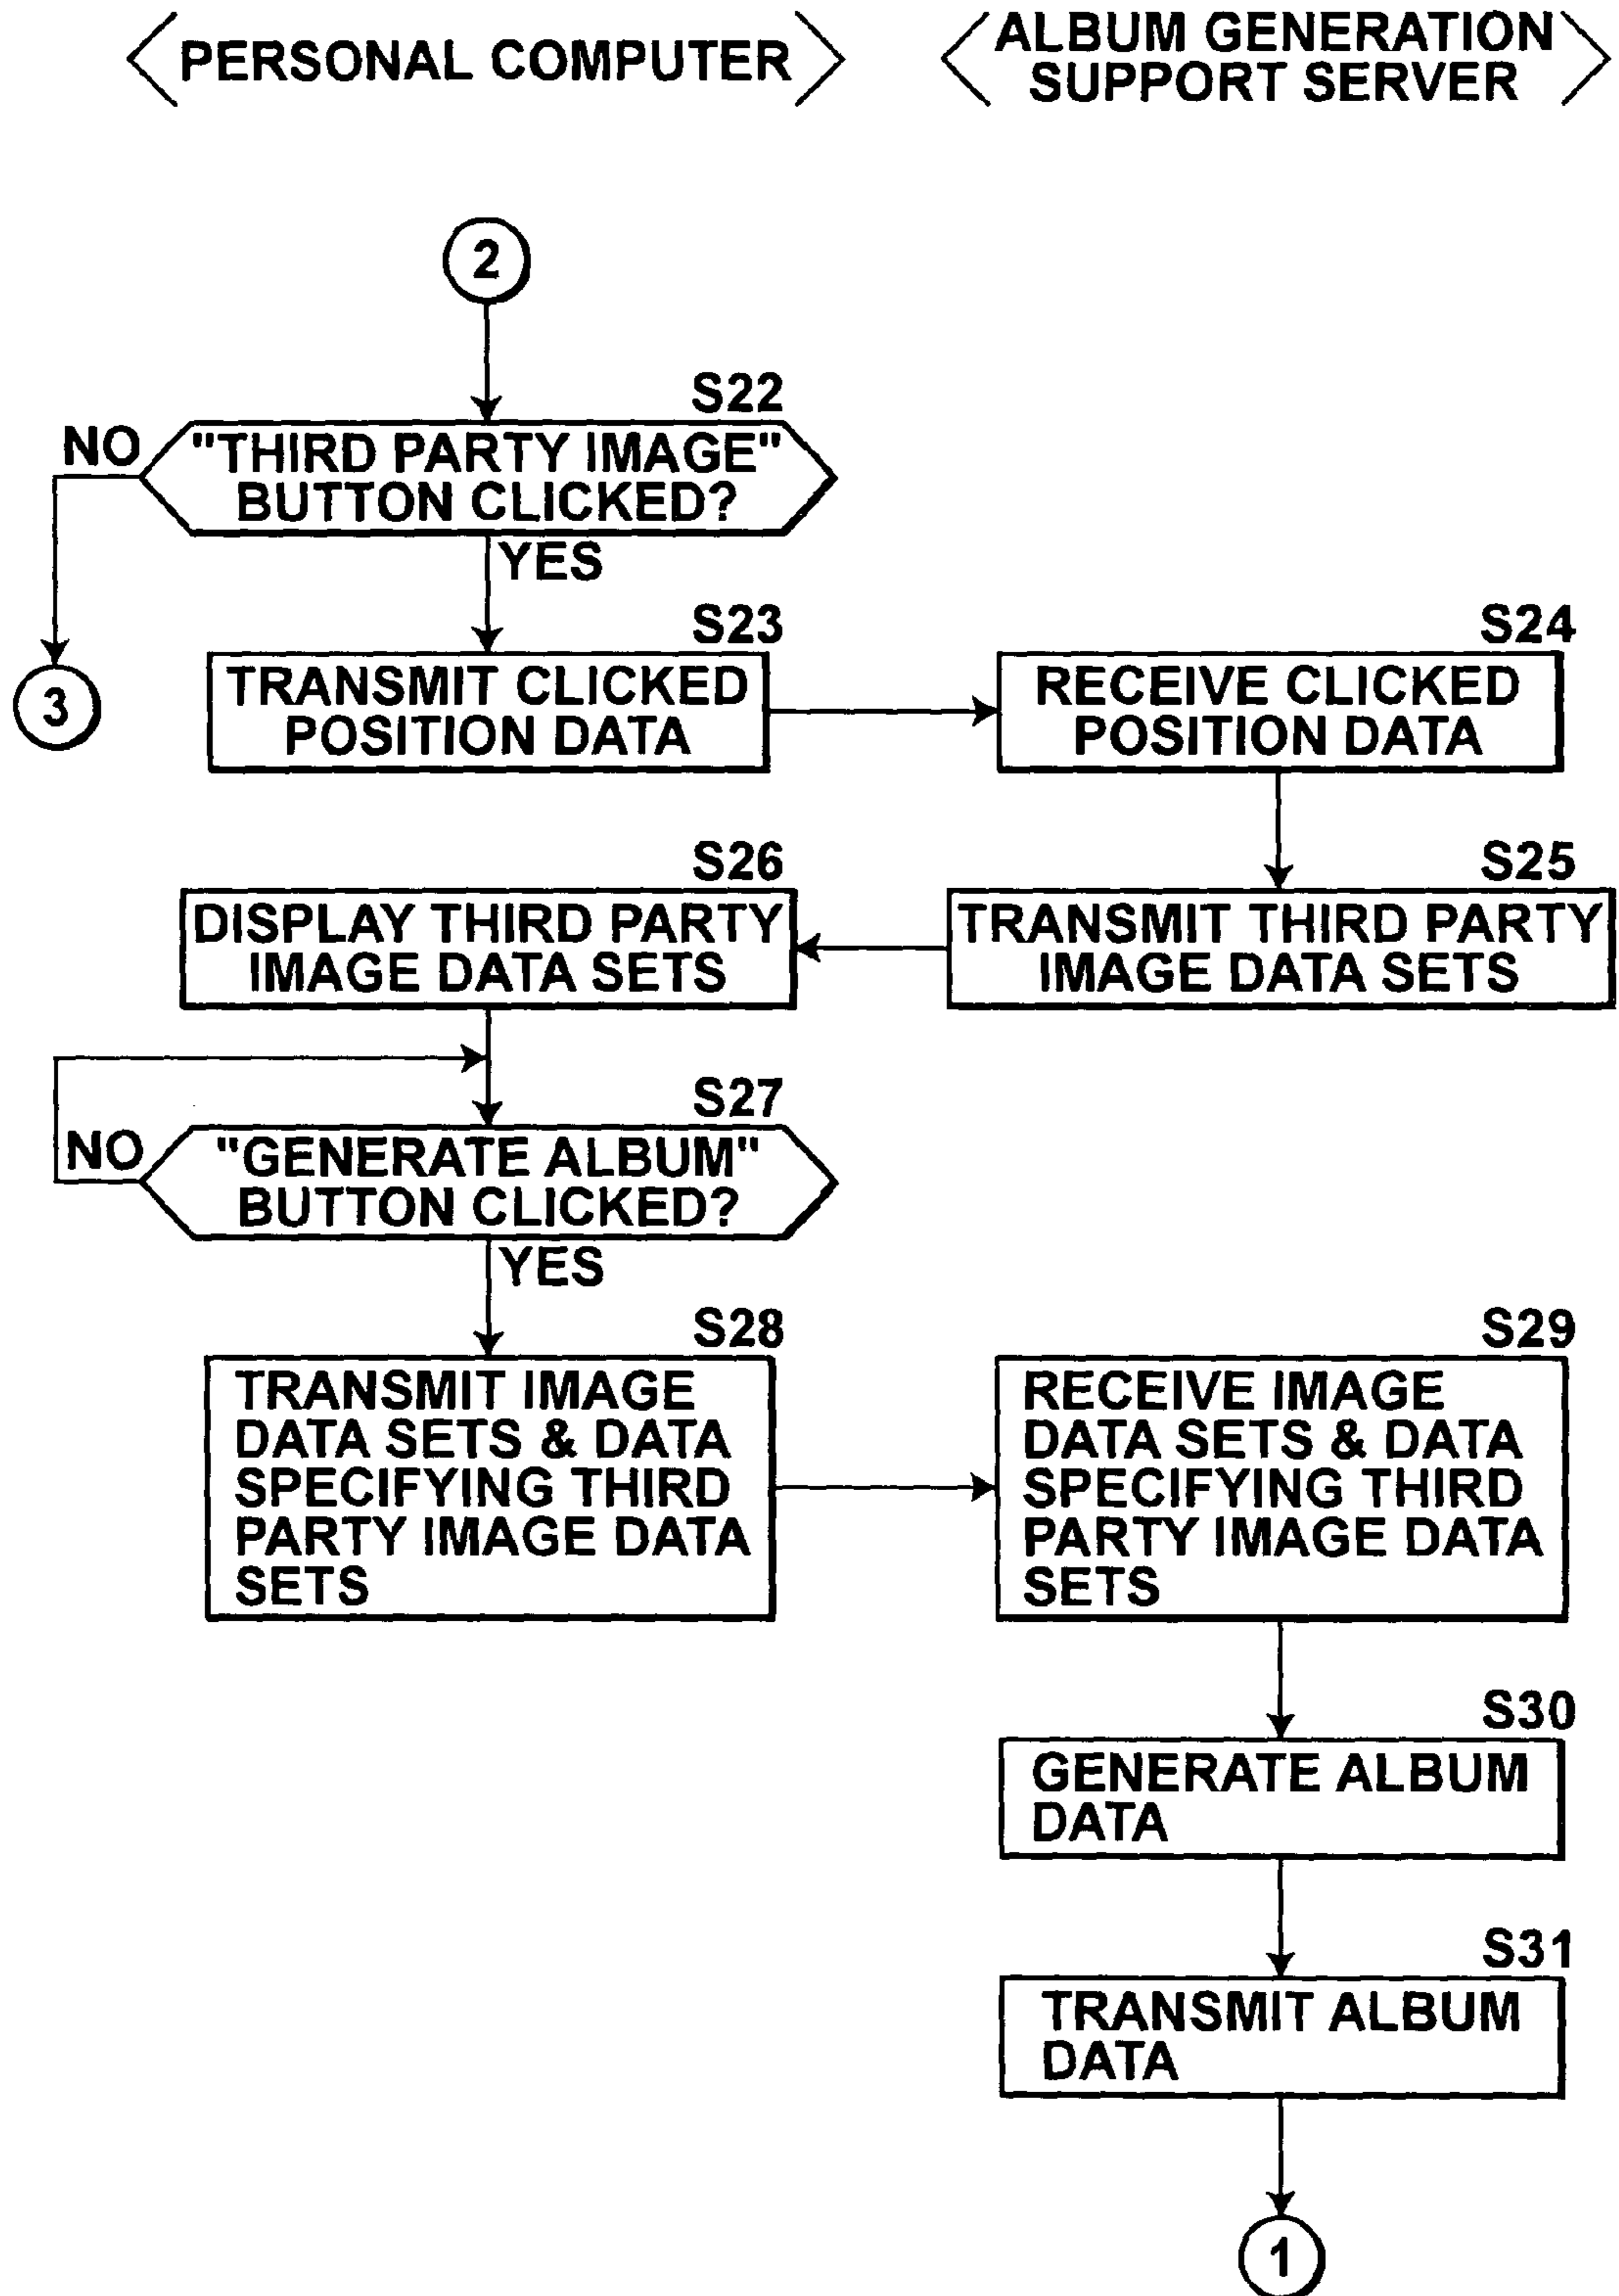 PERSONAL COMPUTER
ALBUM GENERATION
SUPPORT SERVER
2
S22
NO
"THIRD PARTY IMAGE"
BUTTON CLICKED?
YES
3
S23
TRANSMIT CLICKED
POSITION DATA
S24
RECEIVE CLICKED
POSITION DATA
S26
DISPLAY THIRD PARTY
IMAGE DATA SETS
S25
TRANSMIT THIRD PARTY
IMAGE DATA SETS
S27
NO
"GENERATE ALBUM"
BUTTON CLICKED?
YES
S28
TRANSMIT IMAGE
DATA SETS & DATA
SPECIFYING THIRD
PARTY IMAGE DATA
SETS
S29
RECEIVE IMAGE
DATA SETS & DATA
SPECIFYING THIRD
PARTY IMAGE DATA
SETS
S30
GENERATE ALBUM
DATA
S31
TRANSMIT ALBUM
DATA
1